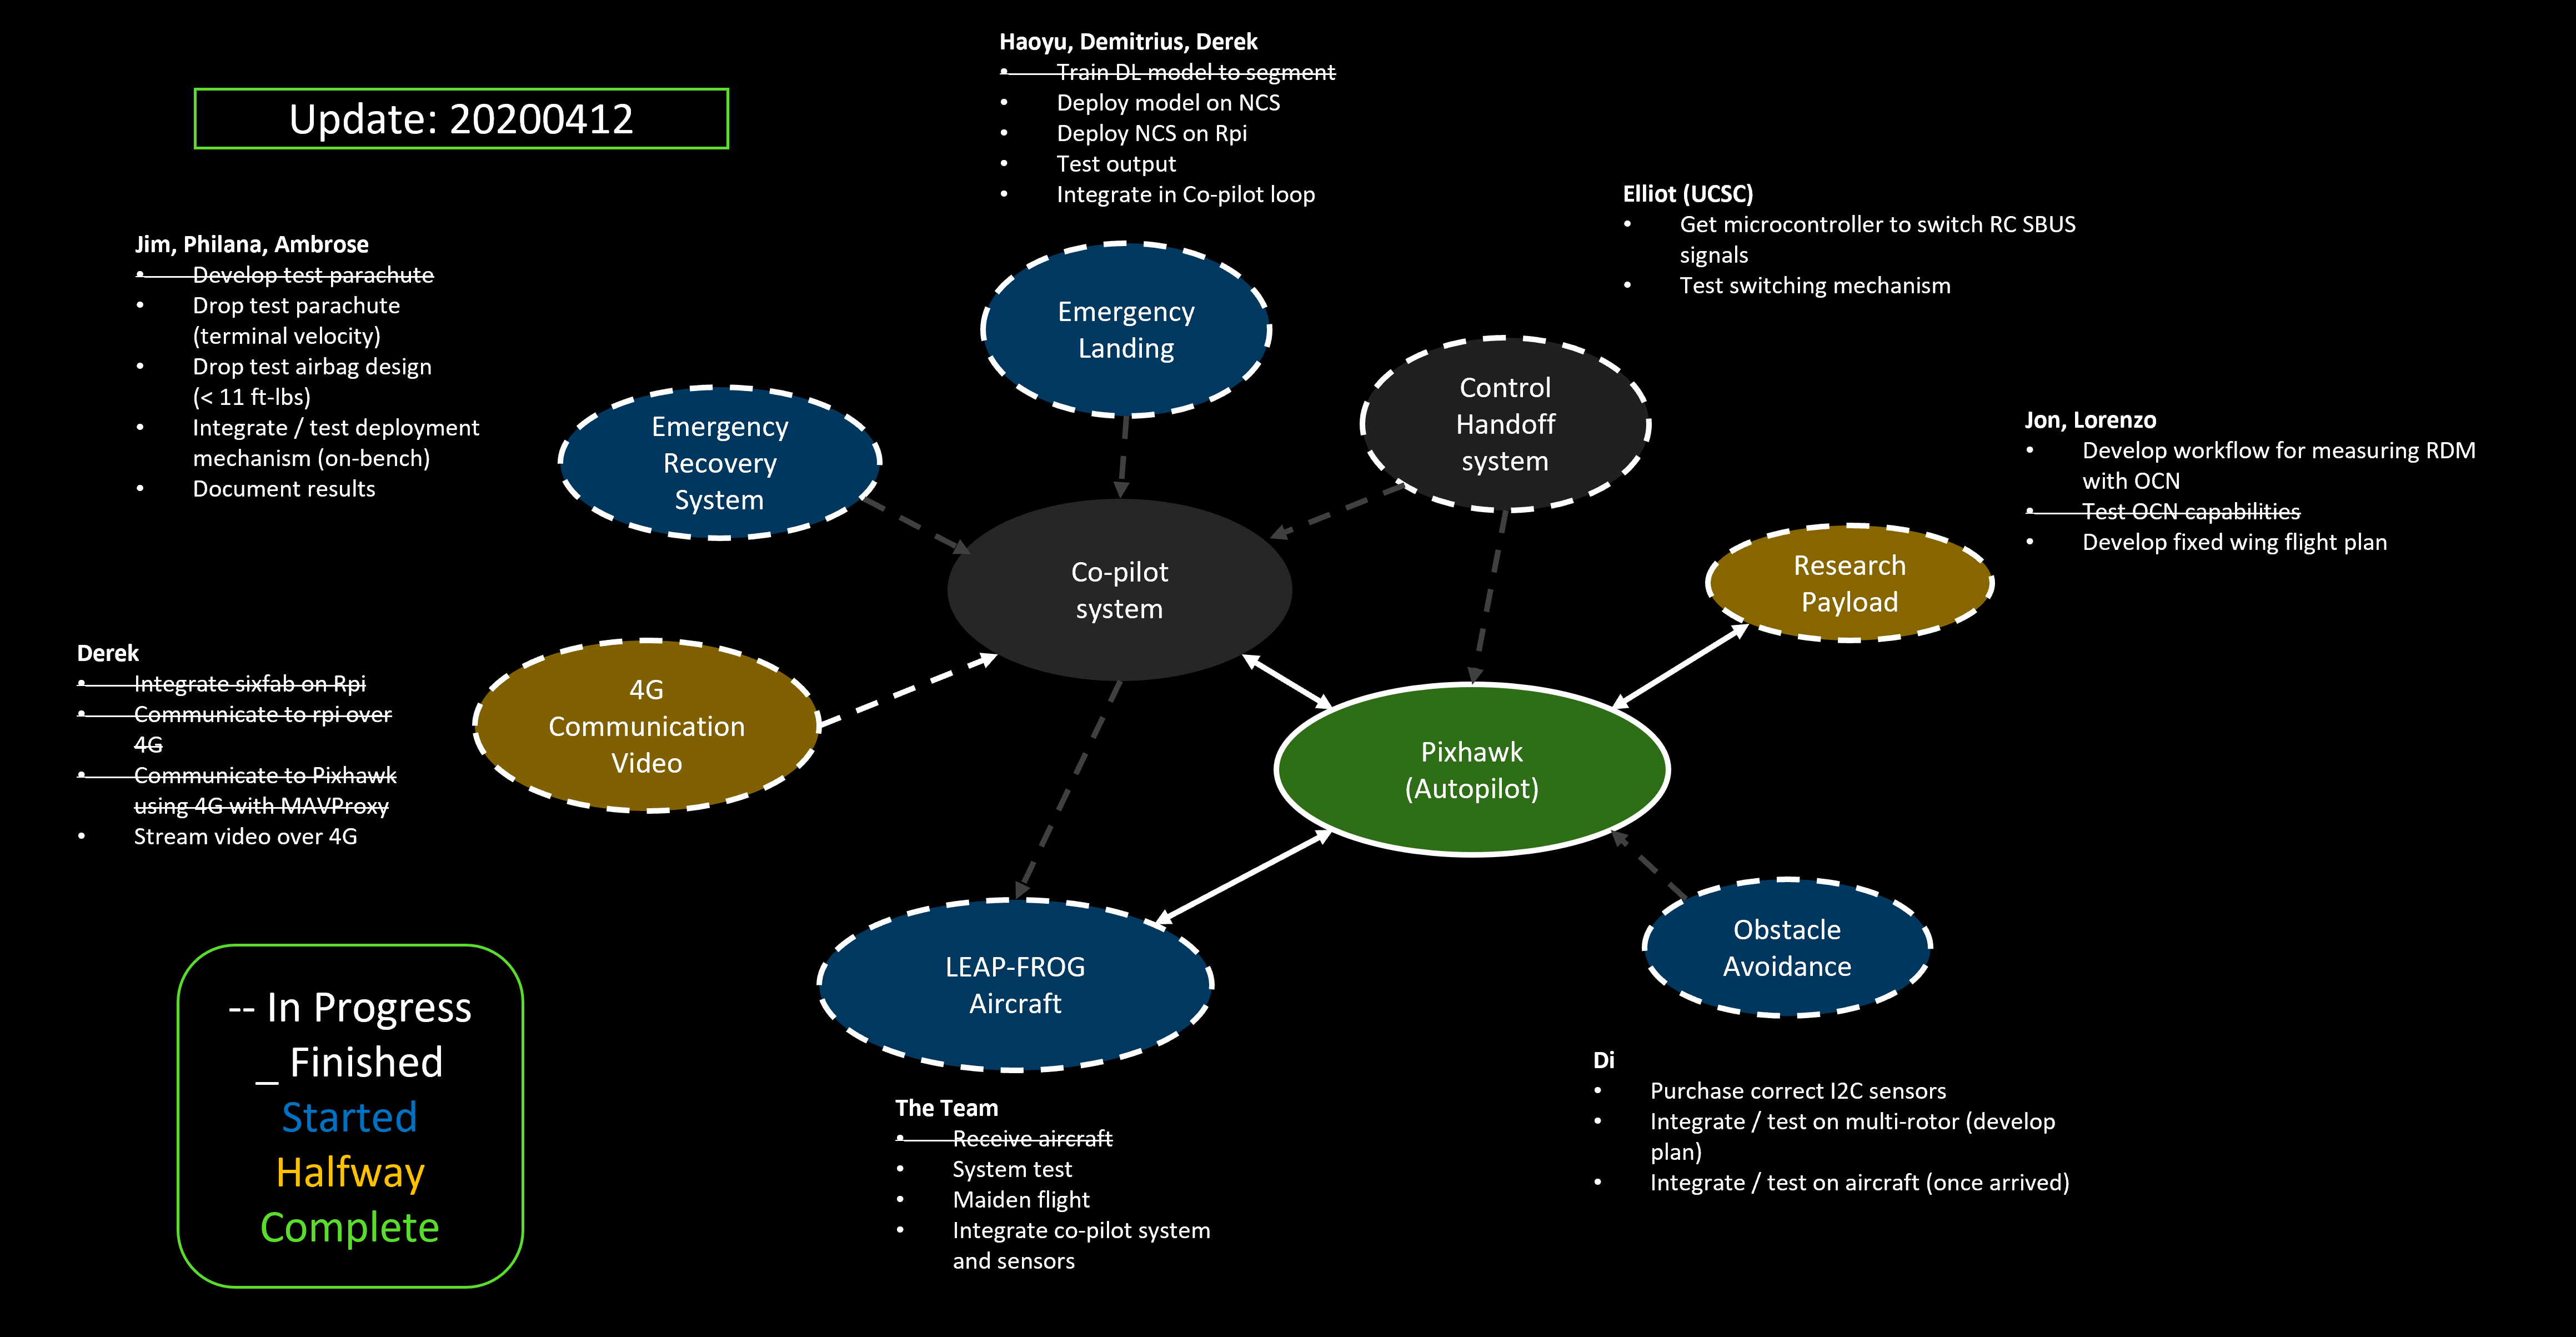 Update: 20200412
Haoyu, Demitrius, Derek
• Train DL model to segment
• Deploy model on NCS
• Deploy NCS on Rpi
• Test output
• Integrate in Co-pilot loop
Elliot (UCSC)
• Get microcontroller to switch RC SBUS
signals
• Test switching mechanism
Jim, Philana, Ambrose
• Develop test parachute
• Drop test parachute
(terminal velocity)
• Drop test airbag design
(< 11 ft-lbs)
• Integrate / test deployment
mechanism (on-bench)
• Document results
Emergency
Landing
Control
Handoff
system
Emergency
Recovery
System
Jon, Lorenzo
• Develop workflow for measuring RDM
with OCN
• Test OCN capabilities
• Develop fixed wing flight plan
Co-pilot
system
Research
Payload
Derek
• Integrate sixfab on Rpi
• Communicate to rpi over
4G
• Communicate to Pixhawk
using 4G with MAVProxy
• Stream video over 4G
4G
Communication
Video
Pixhawk
(Autopilot)
LEAP-FROG
Aircraft
Obstacle
Avoidance
-- In Progress
_ Finished
Started
Halfway
Complete
The Team
• Receive aircraft
• System test
• Maiden flight
• Integrate co-pilot system
and sensors
Di
• Purchase correct I2C sensors
• Integrate / test on multi-rotor (develop
plan)
• Integrate / test on aircraft (once arrived)